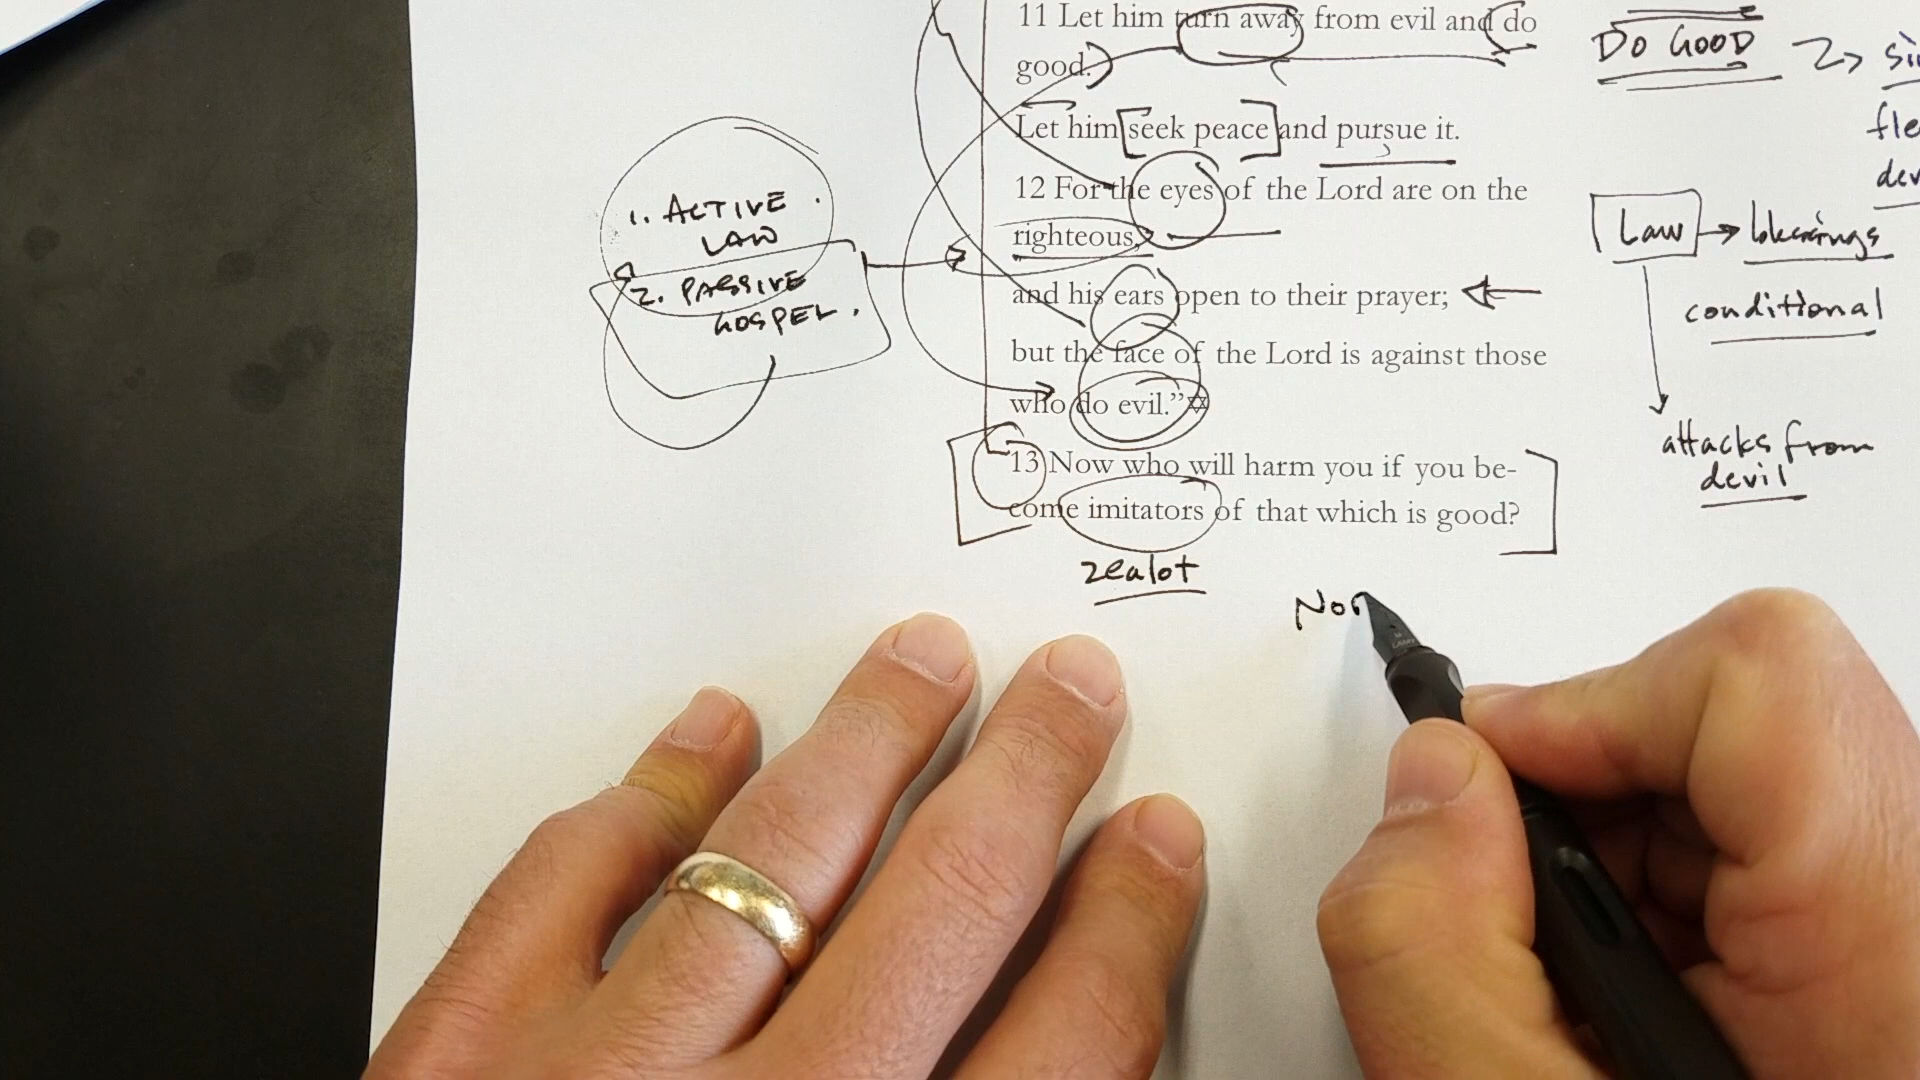 11 Let him turn away from evil and do
good.
Let him seek peace and pursue it.
12 For the eyes of the Lord are on the
righteous,
and his ears open to their prayer;
but the face of the Lord is against those
who do evil.”✡
13 Now who will harm you if you be-
come imitators of that which is good?
1. ACTIVE
LAW
2. PASSIVE
GOSPEL.
zealot
No
DO GOOD
si
fle
dev
Law → blessings
conditional
attacks from
devil